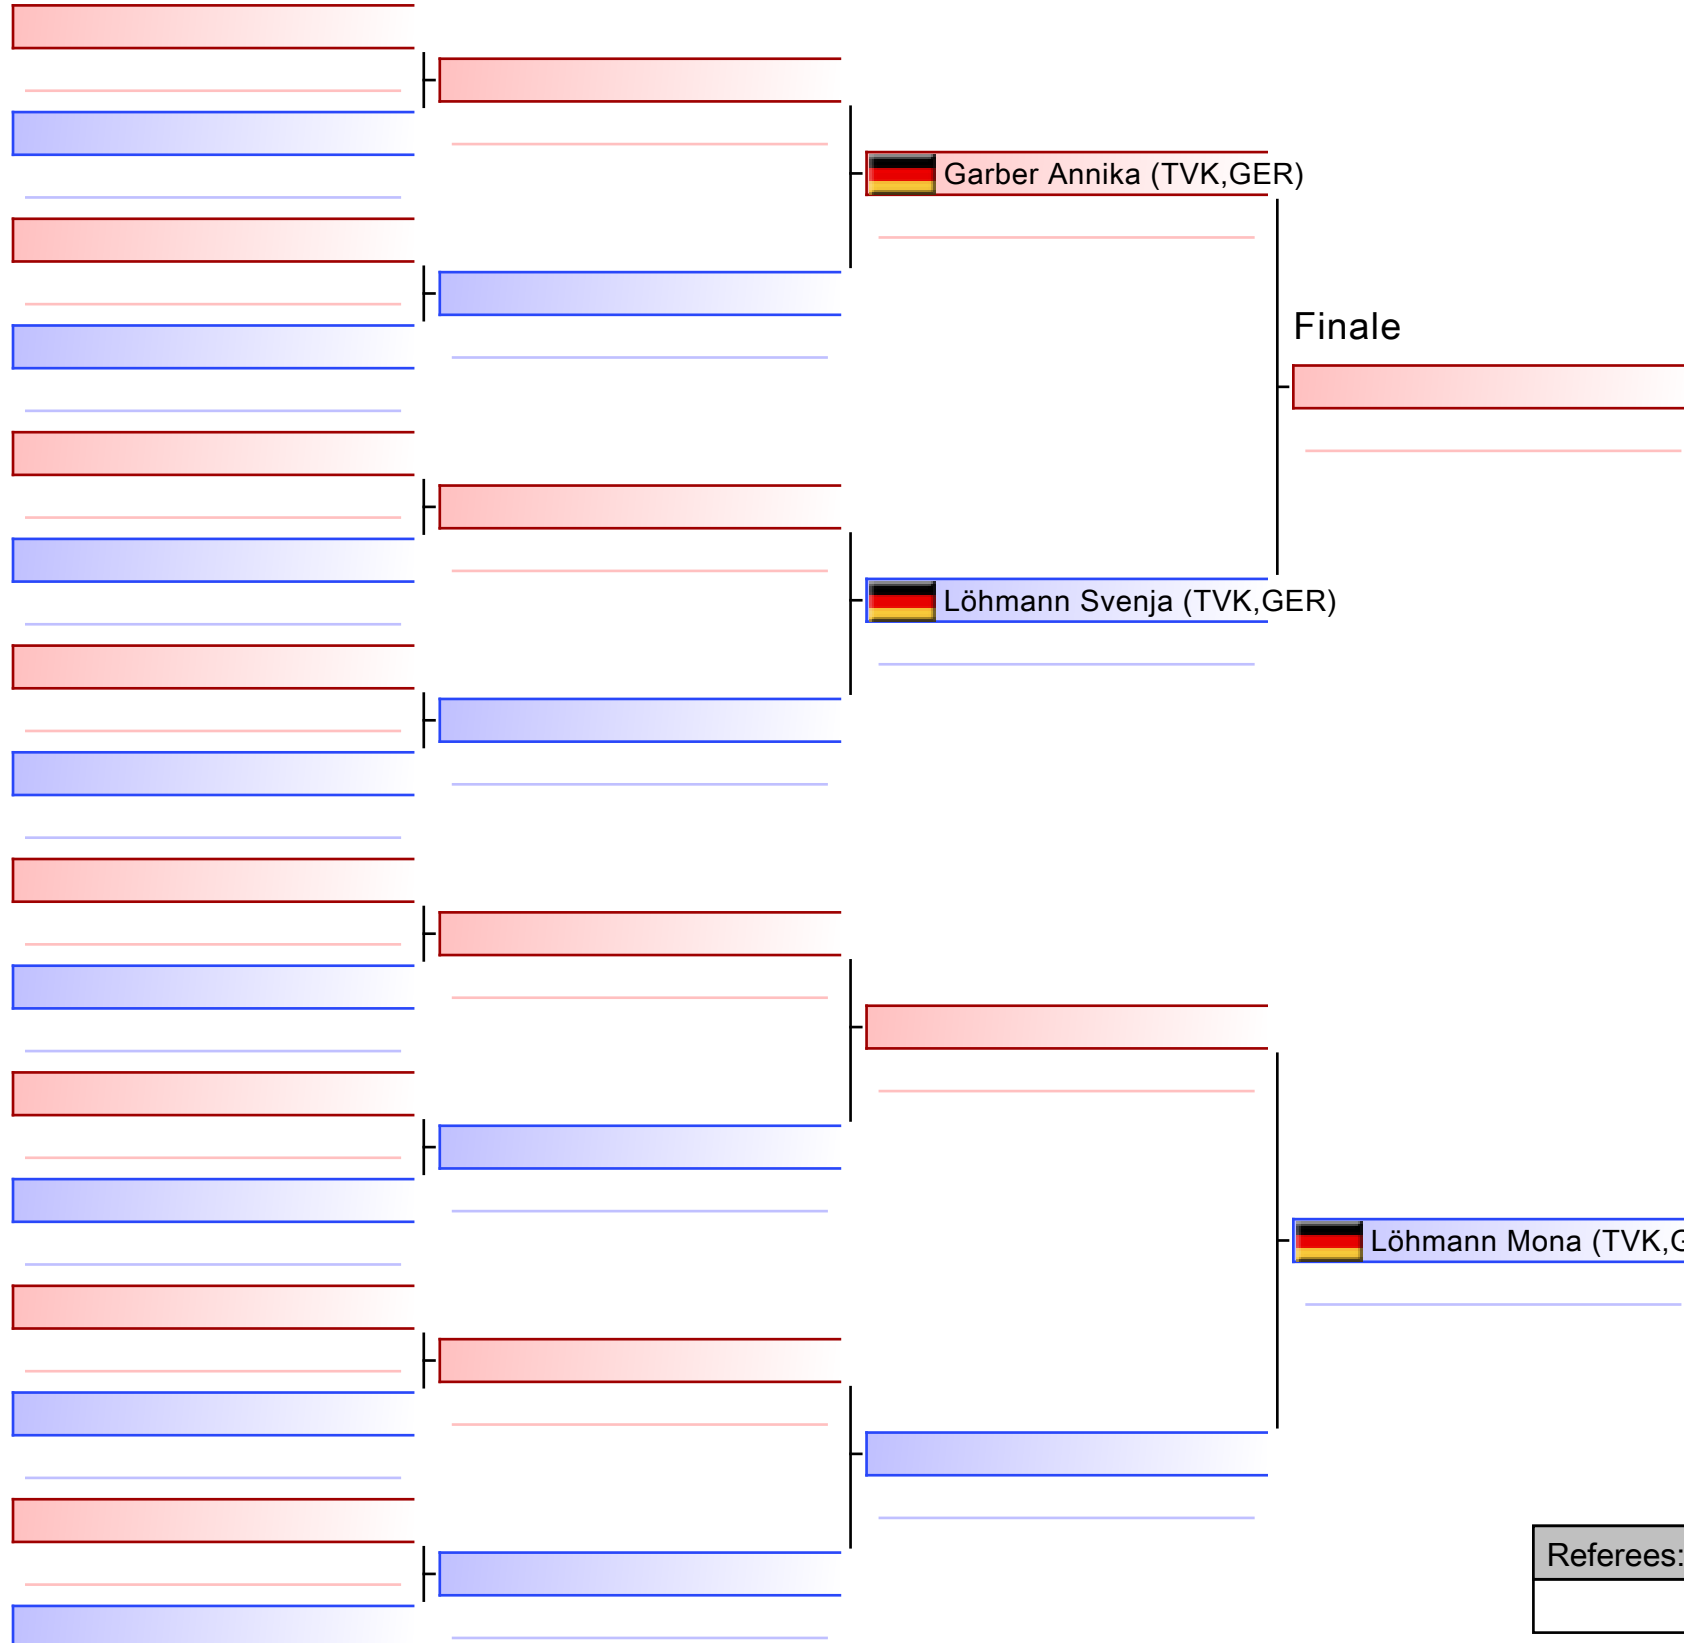 Garber Annika (TVK,GER)
Finale
Löhmann Svenja (TVK,GER)
Löhmann Mona (TVK,G
Referees: